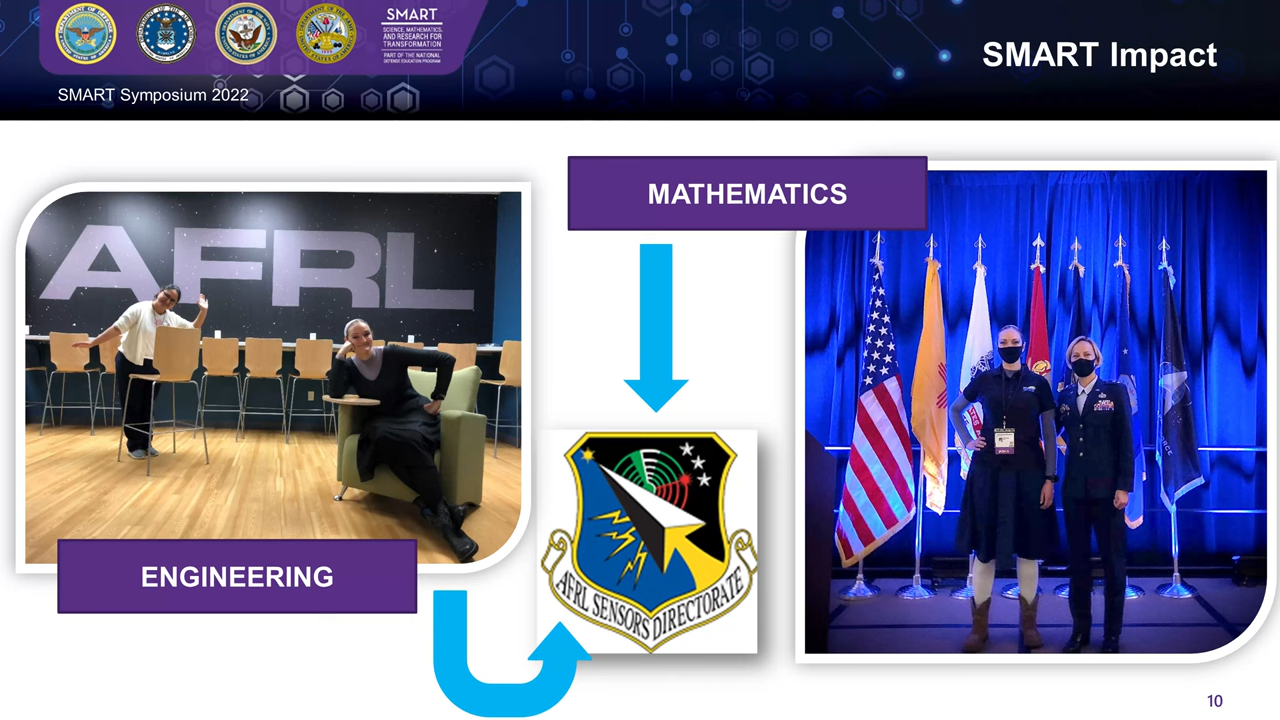 SMART
SCIENCE, MATHEMATICS,
AND RESEARCH FOR
TRANSFORMATION
PART OF THE NATIONAL
DEFENSE EDUCATION PROGRAM
SMART Impact
SMART Symposium 2022
MATHEMATICS
AFRL
ENGINEERING
AFRL SENSORS DIRECTORATE
10